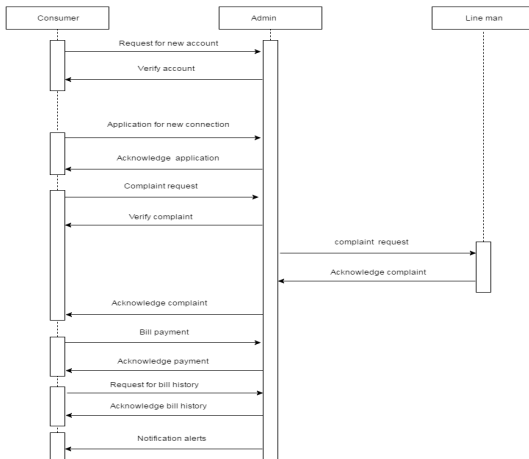 Consumer
Admin
Line man
Request for new account
Verify account
Application for new connection
Acknowledge application
Complaint request
Verify complaint
complaint request
Acknowledge complaint
Acknowledge complaint
Bill payment
Acknowledge payment
Request for bill history
Acknowledge bill history
Notification alerts